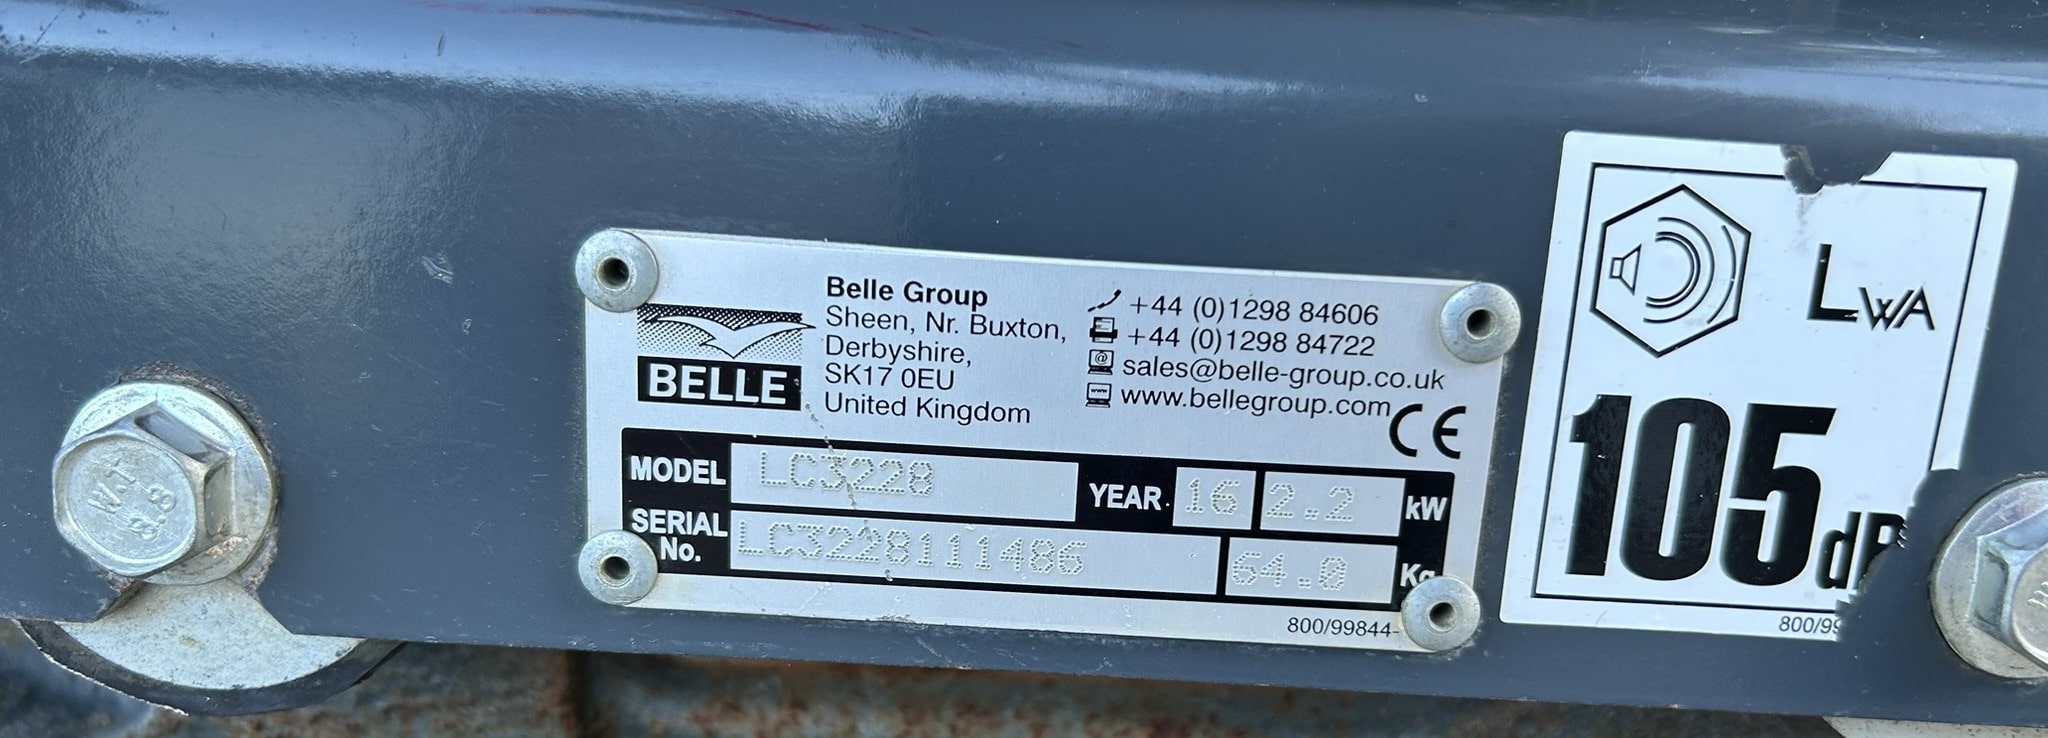 Belle Group
Sheen, Nr. Buxton,
Derbyshire,
SK17 0EU
United Kingdom
BELLE
+44 (0)1298 84606
+44 (0)1298 84722
@
sales@belle-group.co.uk
www
www.bellegroup.com
CE
MODEL LC3228 YEAR 16 2.2 kW
SERIAL No. LC3228111486 64.0 Kg
800/99844-
LWA
105dB
800/99
WT
8.8